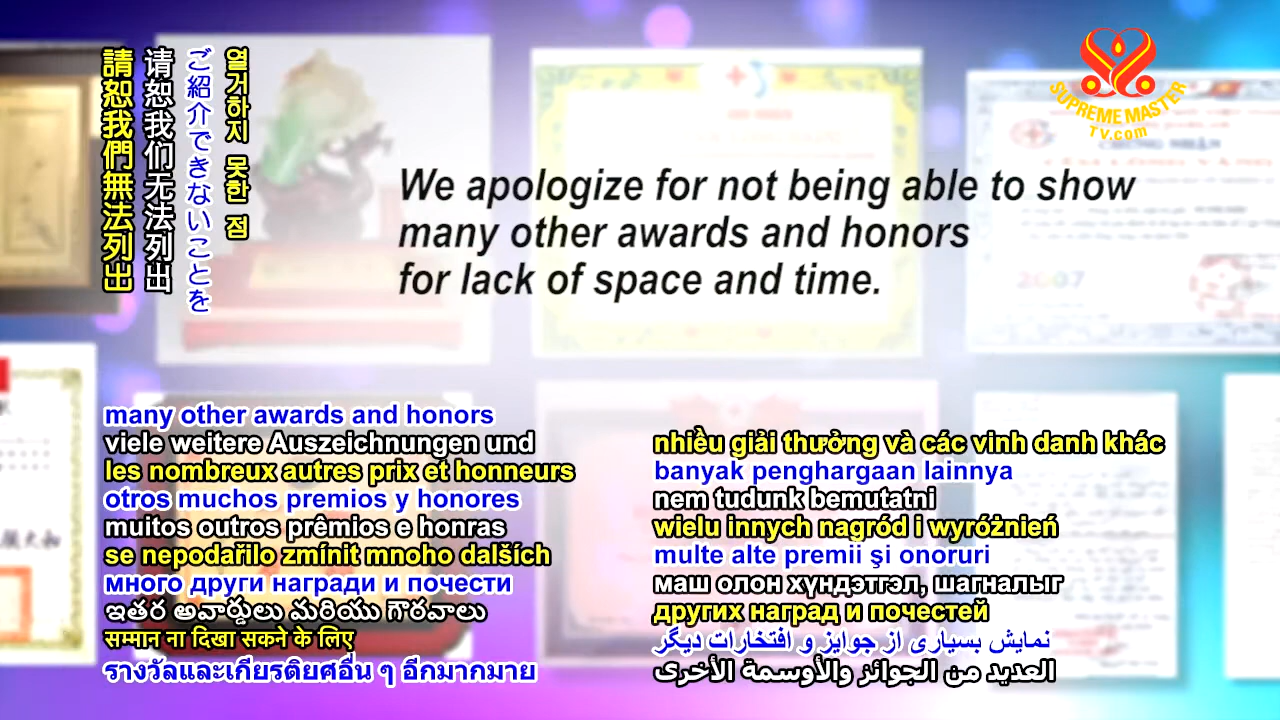 請恕我們無法列出
请恕我们无法列出
ご紹介できないことを
열거하지 못한 점
SUPREME MASTER
TV.com
We apologize for not being able to show
many other awards and honors
for lack of space and time.
2007
many other awards and honors
viele weitere Auszeichnungen und
les nombreux autres prix et honneurs
otros muchos premios y honores
muitos outros prêmios e honras
se nepodařilo zmínit mnoho dalších
много други награди и почести
ఇతర అవార్డులు మరియు గౌరవాలు
सम्मान ना दिखा सकने के लिए
รางวัลและเกียรติยศอื่น ๆ อีกมากมาย
nhiều giải thưởng và các vinh danh khác
banyak penghargaan lainnya
nem tudunk bemutatni
wielu innych nagród i wyróżnień
multe alte premii şi onoruri
маш олон хүндэтгэл, шагналыг
других наград и почестей
نمایش بسیاری از جوایز و افتخارات دیگر
العديد من الجوائز والأوسمة الأخرى